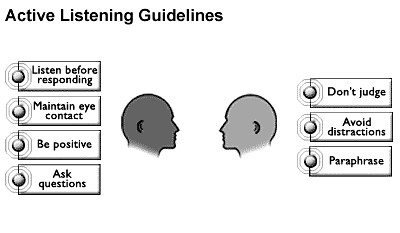 Active Listening Guidelines
Listen before
responding
Maintain eye
contact
Be positive
Ask
questions
Don't judge
Avoid
distractions
Paraphrase